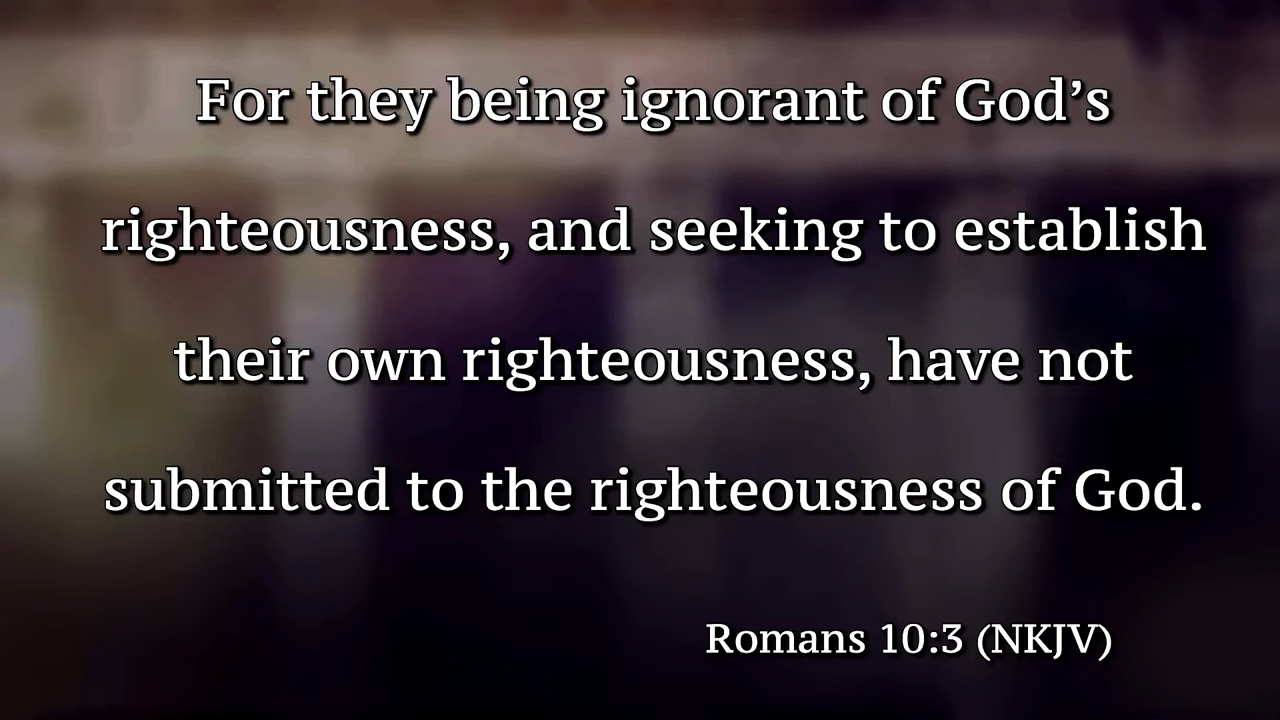 For they being ignorant of God’s
righteousness, and seeking to establish
their own righteousness, have not
submitted to the righteousness of God.
Romans 10:3 (NKJV)